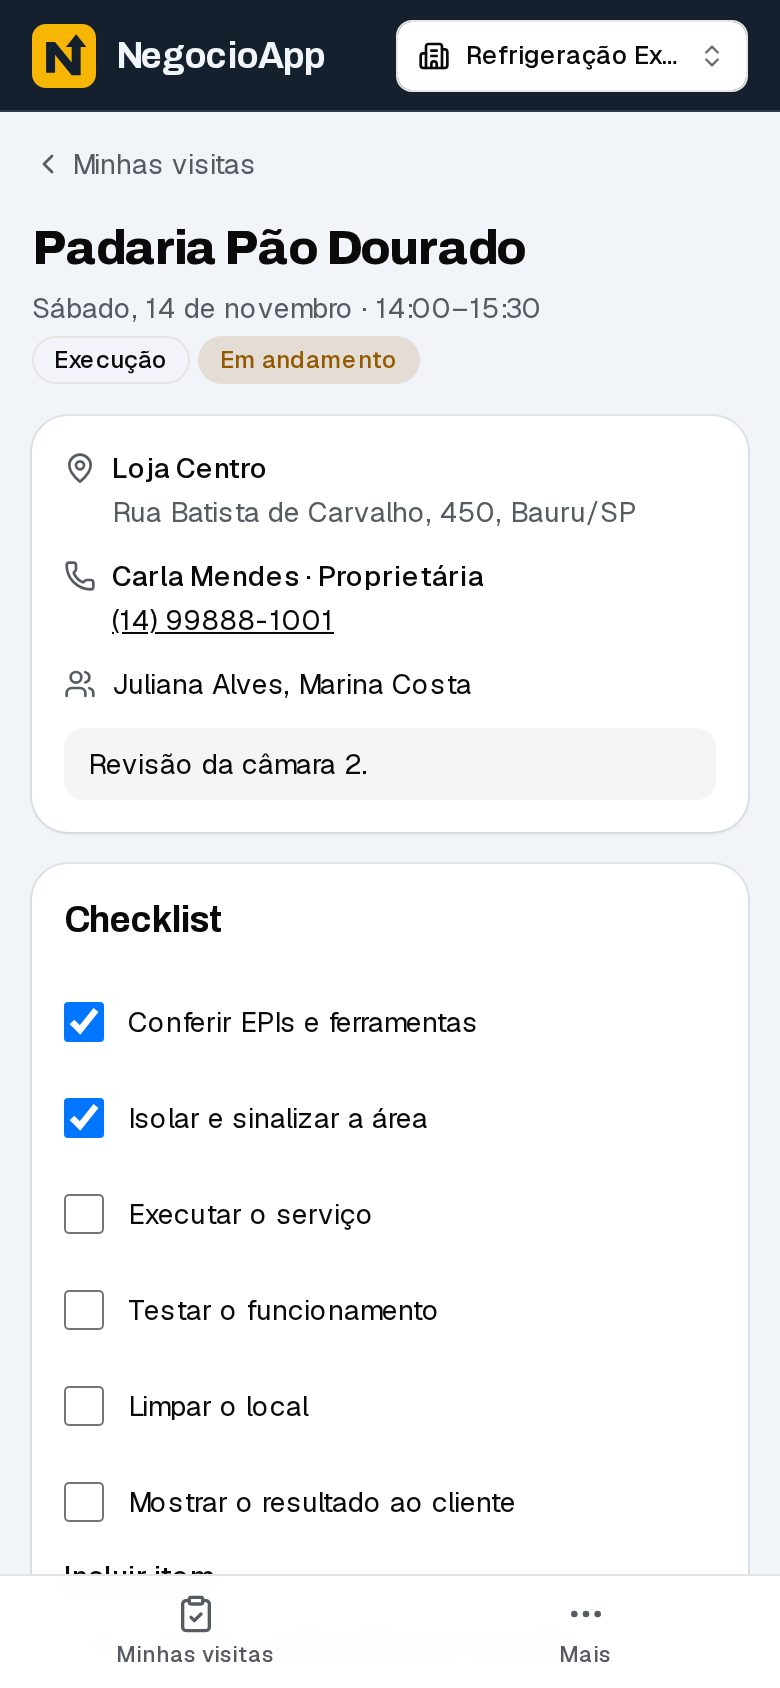 NegocioApp
Refrigeração Ex...
Minhas visitas
Padaria Pão Dourado
Sábado, 14 de novembro · 14:00–15:30
Execução
Em andamento
Loja Centro
Rua Batista de Carvalho, 450, Bauru/SP
Carla Mendes · Proprietária
(14) 99888-1001
Juliana Alves, Marina Costa
Revisão da câmara 2.
Checklist
Conferir EPIs e ferramentas
Isolar e sinalizar a área
Executar o serviço
Testar o funcionamento
Limpar o local
Mostrar o resultado ao cliente
Incluir item
Minhas visitas
Mais